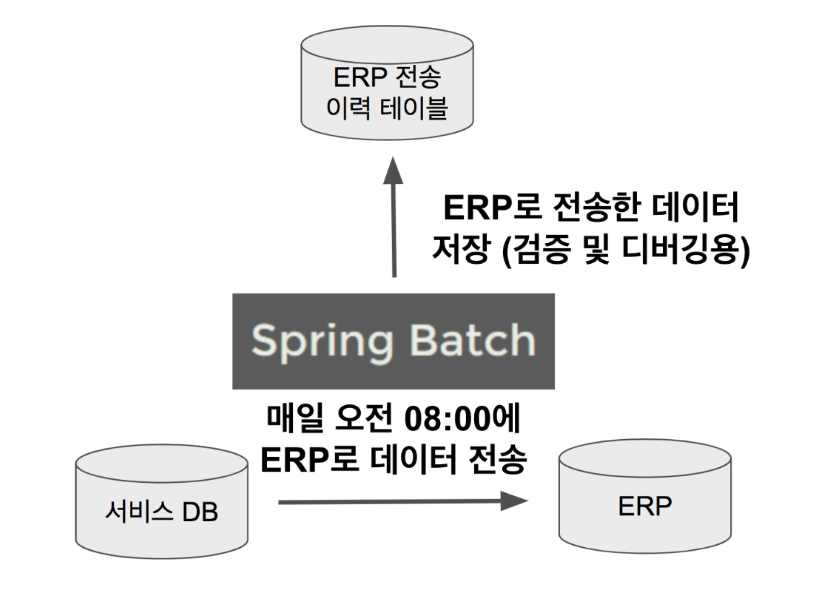 ERP 전송
이력 테이블
ERP로 전송한 데이터
저장 (검증 및 디버깅용)
Spring Batch
매일 오전 08:00에
ERP로 데이터 전송
서비스 DB
ERP